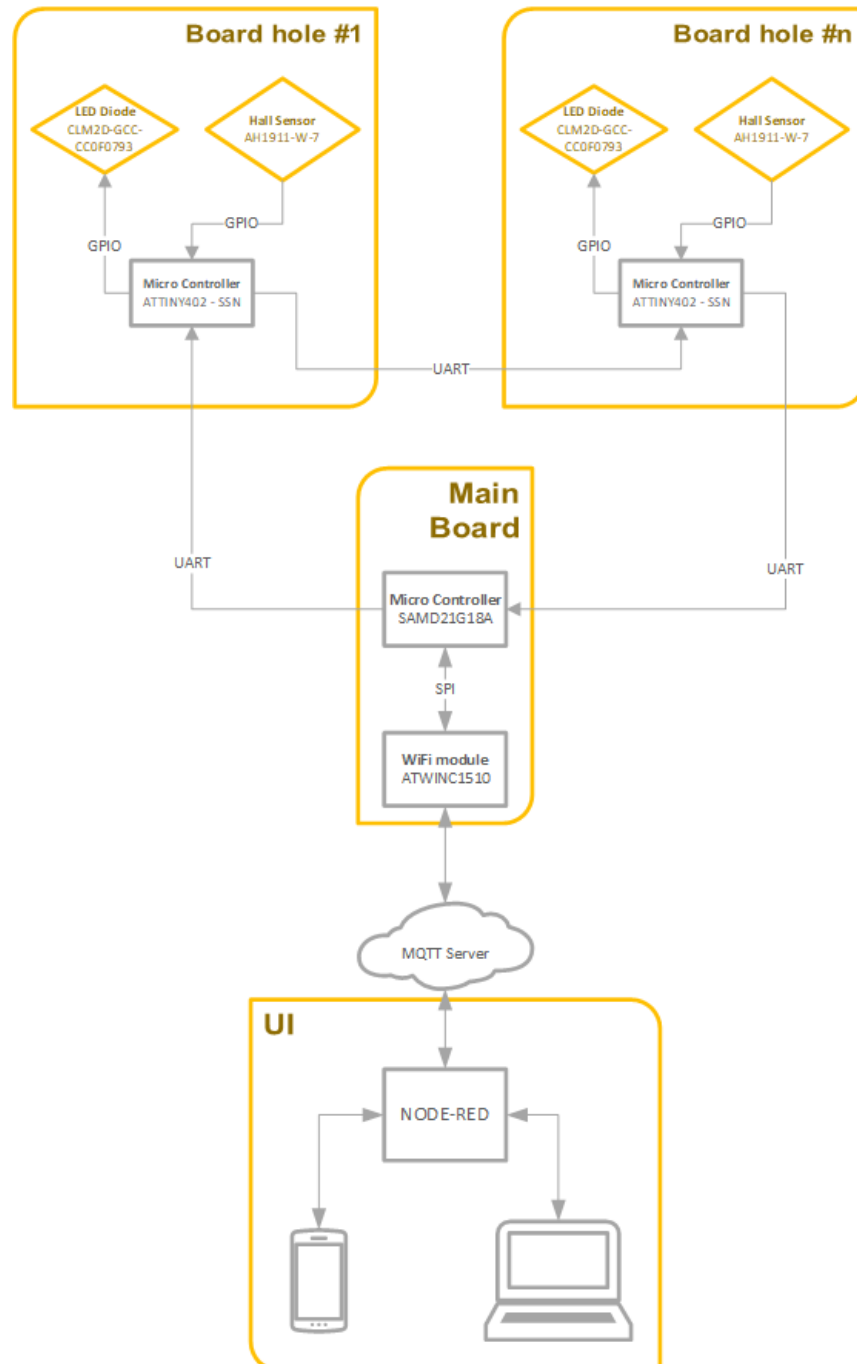 Board hole #1
LED Diode
CLM2D-GCC-
CC0F0793
Hall Sensor
AH1911-W-7
GPIO
GPIO
Micro Controller
ATTINY402 - SSN
Board hole #n
LED Diode
CLM2D-GCC-
CC0F0793
Hall Sensor
AH1911-W-7
GPIO
GPIO
Micro Controller
ATTINY402 - SSN
UART
Main
Board
UART
UART
Micro Controller
SAMD21G18A
SPI
WiFi module
ATWINC1510
MQTT Server
UI
NODE-RED